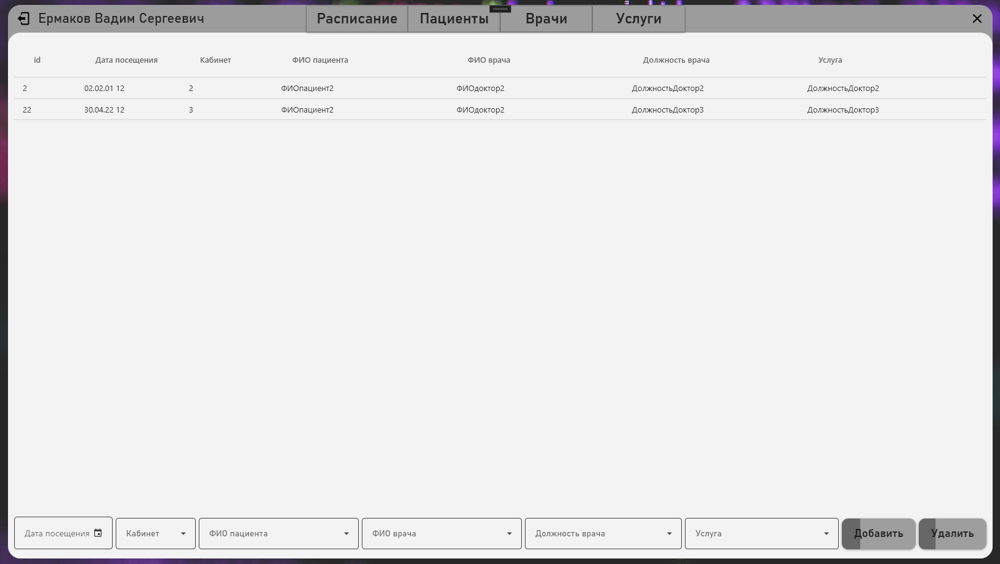 Ермаков Вадим Сергеевич Расписание Пациенты Врачи Услуги
id Дата посещения Кабинет ФИО пациента ФИО врача Должность врача Услуга
2 02.02.01 12 2 ФИОпациент2 ФИОдоктор2 ДолжностьДоктор2 ДолжностьДоктор2
22 30.04.22 12 3 ФИОпациент2 ФИОдоктор2 ДолжностьДоктор3 ДолжностьДоктор3
Дата посещения Кабинет ФИО пациента ФИО врача Должность врача Услуга Добавить Удалить